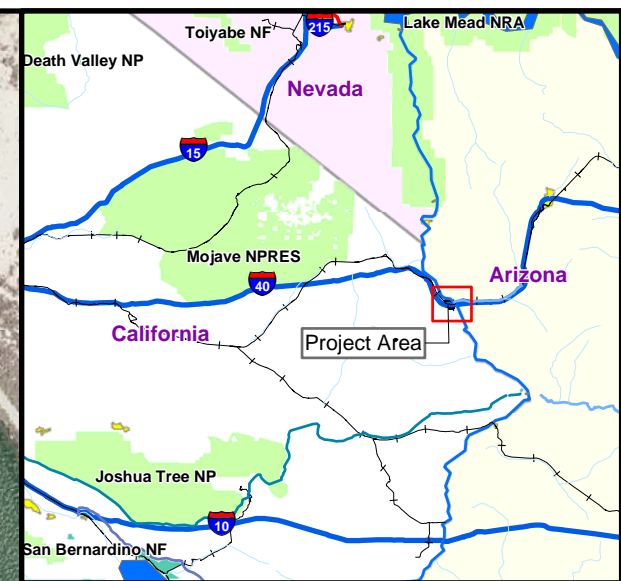 Lake Mead NRA
Toiyabe NF
215
Death Valley NP
Nevada
15
Mojave NPRES
40
Arizona
California
Project Area
Joshua Tree NP
10
San Bernardino NF